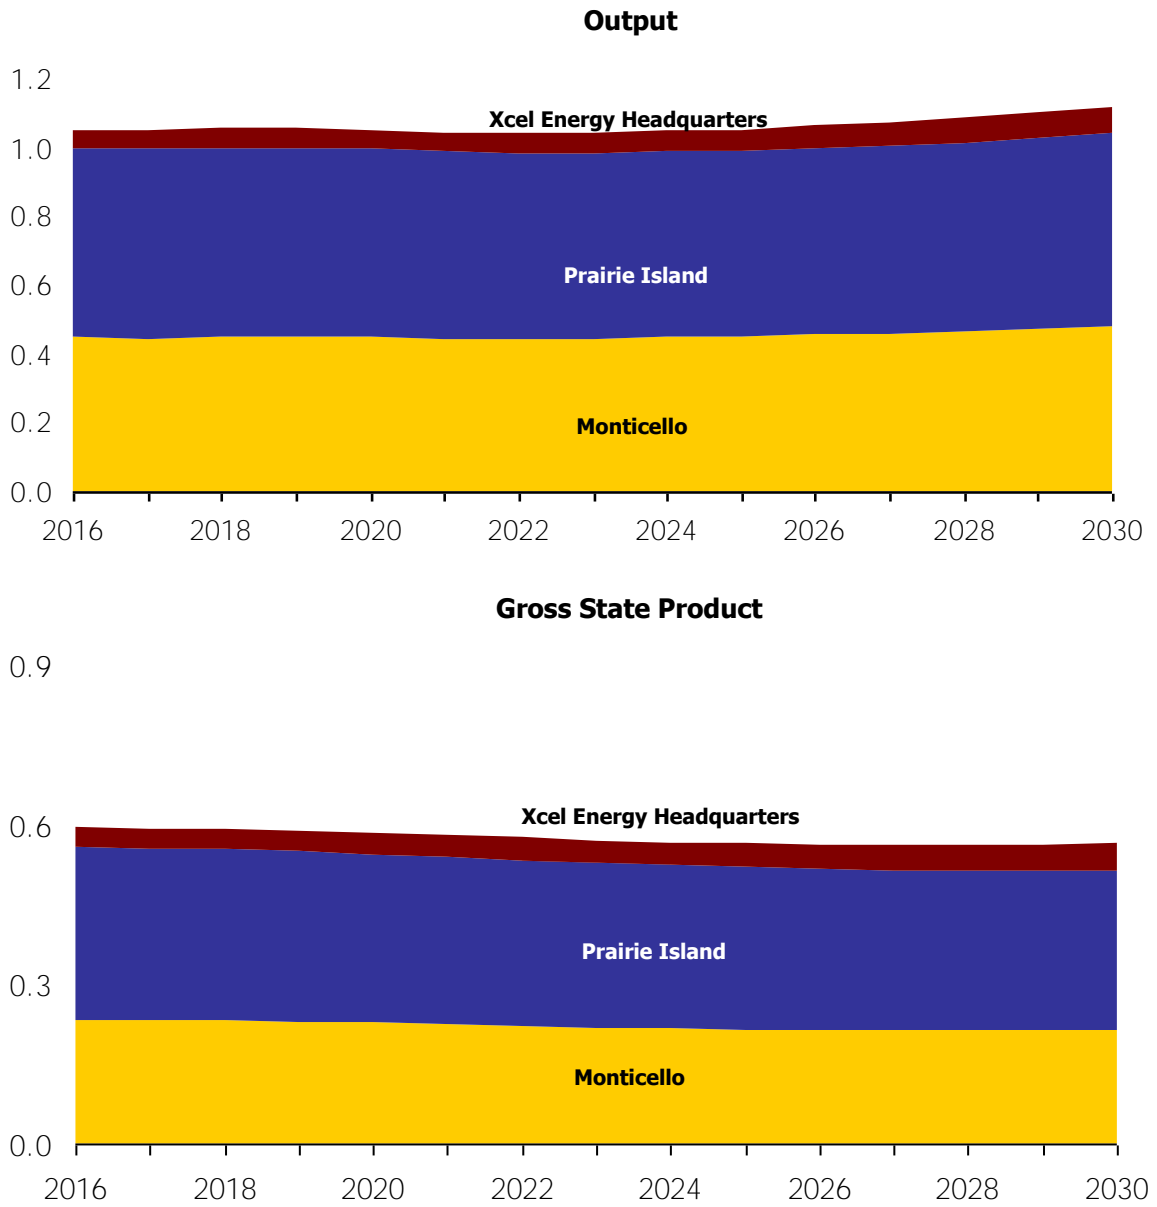 Output
1.2
Xcel Energy Headquarters
1.0
0.8
Prairie Island
0.6
0.4
Monticello
0.2
0.0
2016 2018 2020 2022 2024 2026 2028 2030
Gross State Product
0.9
Xcel Energy Headquarters
0.6
Prairie Island
0.3
Monticello
0.0
2016 2018 2020 2022 2024 2026 2028 2030